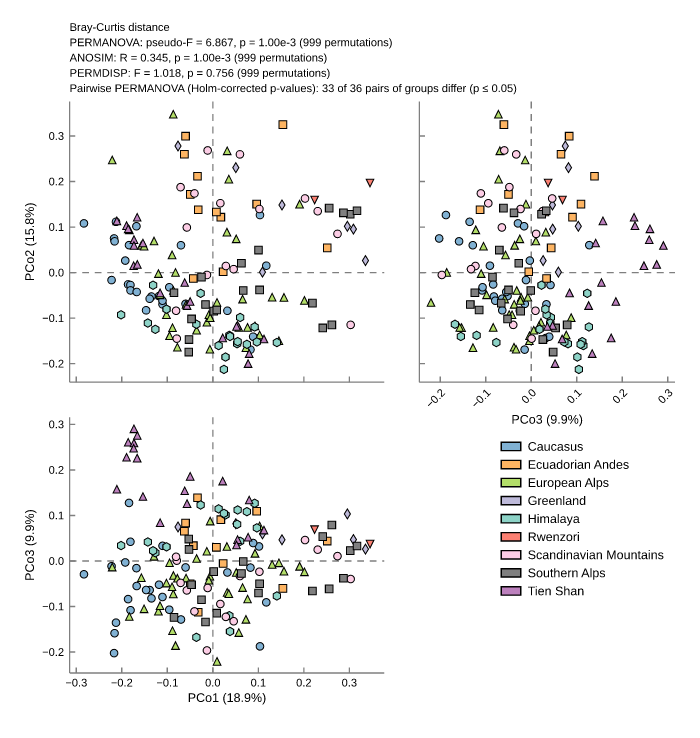 Bray-Curtis distance
PERMANOVA: pseudo-F = 6.867, p = 1.00e-3 (999 permutations)
ANOSIM: R = 0.345, p = 1.00e-3 (999 permutations)
PERMDISP: F = 1.018, p = 0.756 (999 permutations)
Pairwise PERMANOVA (Holm-corrected p-values): 33 of 36 pairs of groups differ (p ≤ 0.05)
0.3
0.2
0.1
0.0
−0.1
−0.2
PCo2 (15.8%)
−0.2
−0.1
0.0
0.1
0.2
0.3
PCo3 (9.9%)
0.3
0.2
0.1
0.0
−0.1
−0.2
PCo3 (9.9%)
−0.3
−0.2
−0.1
0.0
0.1
0.2
0.3
PCo1 (18.9%)
Caucasus
Ecuadorian Andes
European Alps
Greenland
Himalaya
Rwenzori
Scandinavian Mountains
Southern Alps
Tien Shan